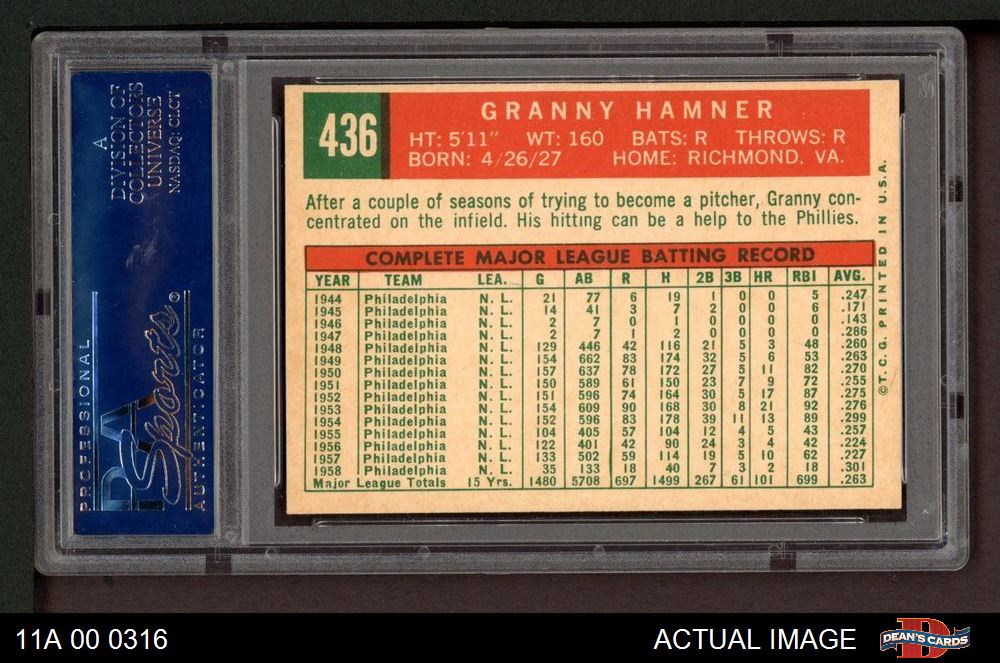 A
DIVISION OF
COLLECTORS
UNIVERSE
NASDAQ: CLCT
PROFESSIONAL
PSA
Sports®
AUTHENTICATOR
436
GRANNY HAMNER
HT: 5'11" WT: 160 BATS: R THROWS: R
BORN: 4/26/27 HOME: RICHMOND, VA.
After a couple of seasons of trying to become a pitcher, Granny con-
centrated on the infield. His hitting can be a help to the Phillies.
COMPLETE MAJOR LEAGUE BATTING RECORD
YEAR TEAM LEA. G AB R H 2B 3B HR RBI AVG.
1944 Philadelphia N. L. 21 77 6 19 1 0 0 5 .247
1945 Philadelphia N. L. 14 41 3 7 2 0 0 6 .171
1946 Philadelphia N. L. 2 7 0 1 0 0 0 0 .143
1947 Philadelphia N. L. 2 7 1 2 0 0 0 0 .286
1948 Philadelphia N. L. 129 446 42 116 21 5 3 48 .260
1949 Philadelphia N. L. 154 662 83 174 32 5 6 53 .263
1950 Philadelphia N. L. 157 637 78 172 27 5 11 82 .270
1951 Philadelphia N. L. 150 589 61 150 23 7 9 72 .255
1952 Philadelphia N. L. 151 596 74 164 30 5 17 87 .275
1953 Philadelphia N. L. 154 609 90 168 30 8 21 92 .276
1954 Philadelphia N. L. 152 596 83 178 39 11 13 89 .299
1955 Philadelphia N. L. 104 405 57 104 12 4 5 43 .257
1956 Philadelphia N. L. 122 401 42 90 24 3 4 42 .224
1957 Philadelphia N. L. 133 502 59 114 19 5 10 62 .227
1958 Philadelphia N. L. 35 133 18 40 7 3 2 18 .301
Major League Totals 15 Yrs. 1480 5708 697 1499 267 61 101 699 .263
©T.C.G. PRINTED IN U.S.A.
11A 00 0316
ACTUAL IMAGE
DEAN'S CARDS